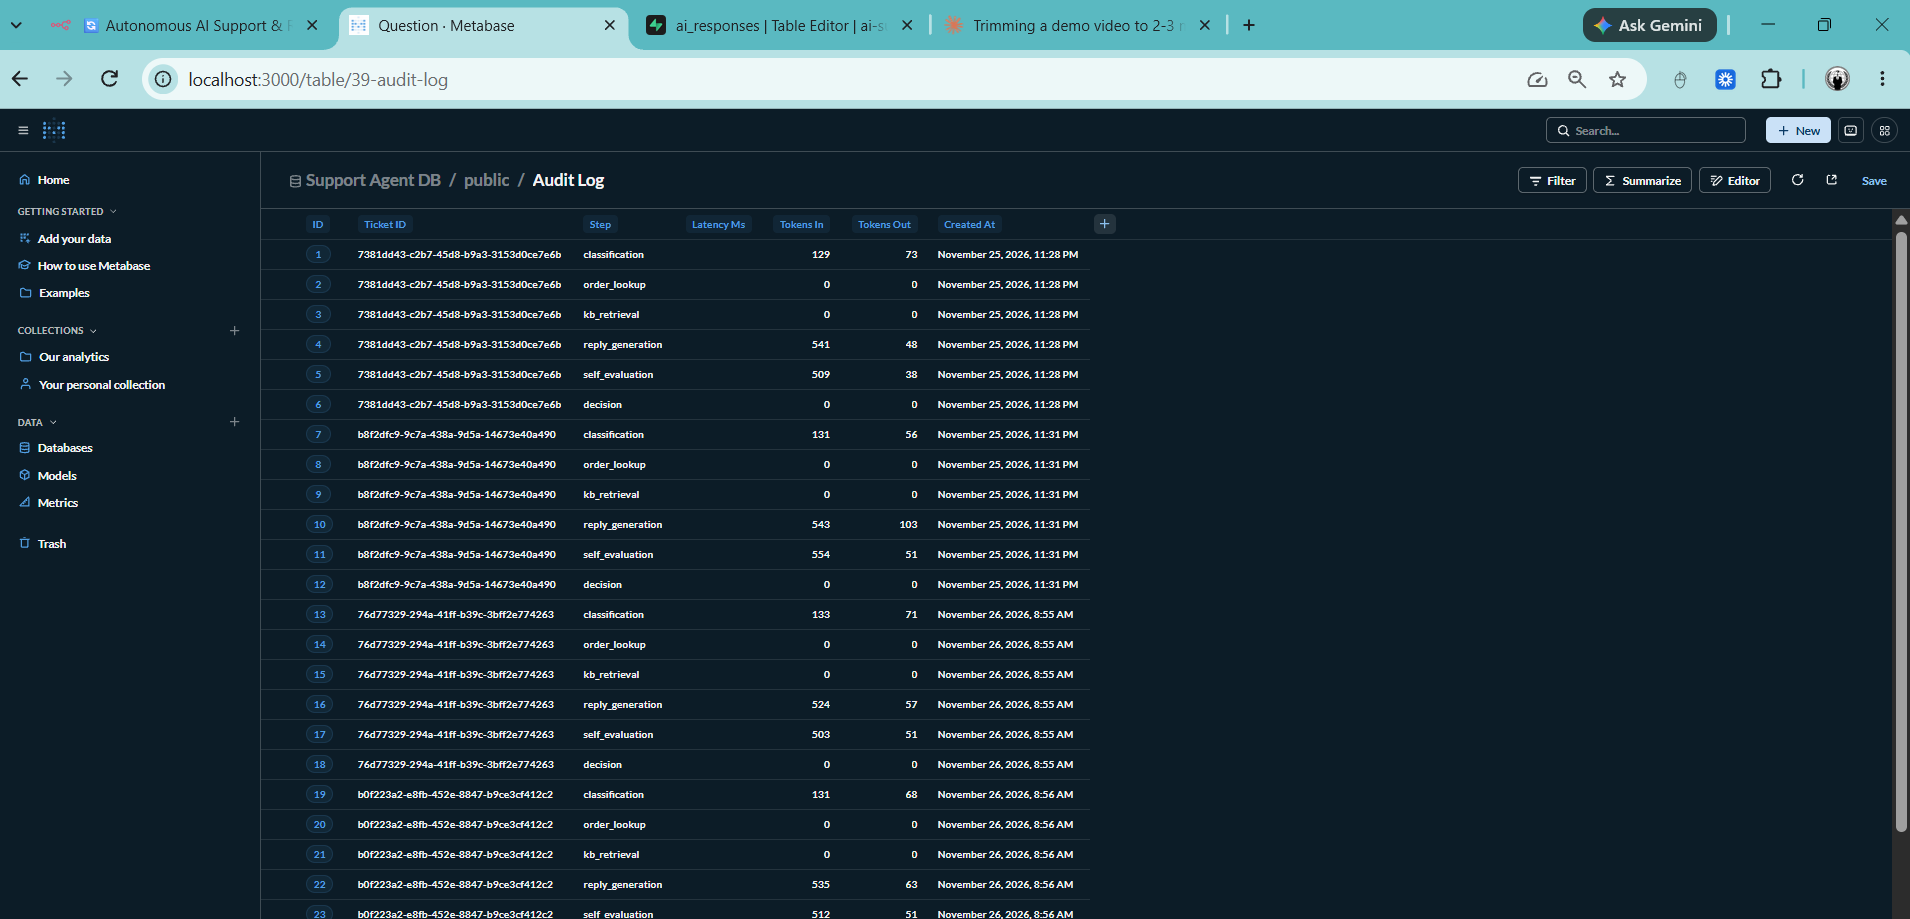 Autonomous AI Support & R
Question · Metabase
ai_responses | Table Editor | ai-s
Trimming a demo video to 2-3 m
Ask Gemini
localhost:3000/table/39-audit-log
Search...
New
Home
GETTING STARTED
Add your data
How to use Metabase
Examples
COLLECTIONS
Our analytics
Your personal collection
DATA
Databases
Models
Metrics
Trash
Support Agent DB / public / Audit Log
Filter
Summarize
Editor
Save
ID Ticket ID Step Latency Ms Tokens In Tokens Out Created At
1 7381dd43-c2b7-45d8-b9a3-3153d0ce7e6b classification 129 73 November 25, 2026, 11:28 PM
2 7381dd43-c2b7-45d8-b9a3-3153d0ce7e6b order_lookup 0 0 November 25, 2026, 11:28 PM
3 7381dd43-c2b7-45d8-b9a3-3153d0ce7e6b kb_retrieval 0 0 November 25, 2026, 11:28 PM
4 7381dd43-c2b7-45d8-b9a3-3153d0ce7e6b reply_generation 541 48 November 25, 2026, 11:28 PM
5 7381dd43-c2b7-45d8-b9a3-3153d0ce7e6b self_evaluation 509 38 November 25, 2026, 11:28 PM
6 7381dd43-c2b7-45d8-b9a3-3153d0ce7e6b decision 0 0 November 25, 2026, 11:28 PM
7 b8f2dfc9-9c7a-438a-9d5a-14673e40a490 classification 131 56 November 25, 2026, 11:31 PM
8 b8f2dfc9-9c7a-438a-9d5a-14673e40a490 order_lookup 0 0 November 25, 2026, 11:31 PM
9 b8f2dfc9-9c7a-438a-9d5a-14673e40a490 kb_retrieval 0 0 November 25, 2026, 11:31 PM
10 b8f2dfc9-9c7a-438a-9d5a-14673e40a490 reply_generation 543 103 November 25, 2026, 11:31 PM
11 b8f2dfc9-9c7a-438a-9d5a-14673e40a490 self_evaluation 554 51 November 25, 2026, 11:31 PM
12 b8f2dfc9-9c7a-438a-9d5a-14673e40a490 decision 0 0 November 25, 2026, 11:31 PM
13 76d77329-294a-41ff-b39c-3bff2e774263 classification 133 71 November 26, 2026, 8:55 AM
14 76d77329-294a-41ff-b39c-3bff2e774263 order_lookup 0 0 November 26, 2026, 8:55 AM
15 76d77329-294a-41ff-b39c-3bff2e774263 kb_retrieval 0 0 November 26, 2026, 8:55 AM
16 76d77329-294a-41ff-b39c-3bff2e774263 reply_generation 524 57 November 26, 2026, 8:55 AM
17 76d77329-294a-41ff-b39c-3bff2e774263 self_evaluation 503 51 November 26, 2026, 8:55 AM
18 76d77329-294a-41ff-b39c-3bff2e774263 decision 0 0 November 26, 2026, 8:55 AM
19 b0f223a2-e8fb-452e-8847-b9ce3cf412c2 classification 131 68 November 26, 2026, 8:56 AM
20 b0f223a2-e8fb-452e-8847-b9ce3cf412c2 order_lookup 0 0 November 26, 2026, 8:56 AM
21 b0f223a2-e8fb-452e-8847-b9ce3cf412c2 kb_retrieval 0 0 November 26, 2026, 8:56 AM
22 b0f223a2-e8fb-452e-8847-b9ce3cf412c2 reply_generation 535 63 November 26, 2026, 8:56 AM
23 b0f223a2-e8fb-452e-8847-b9ce3cf412c2 self_evaluation 512 51 November 26, 2026, 8:56 AM